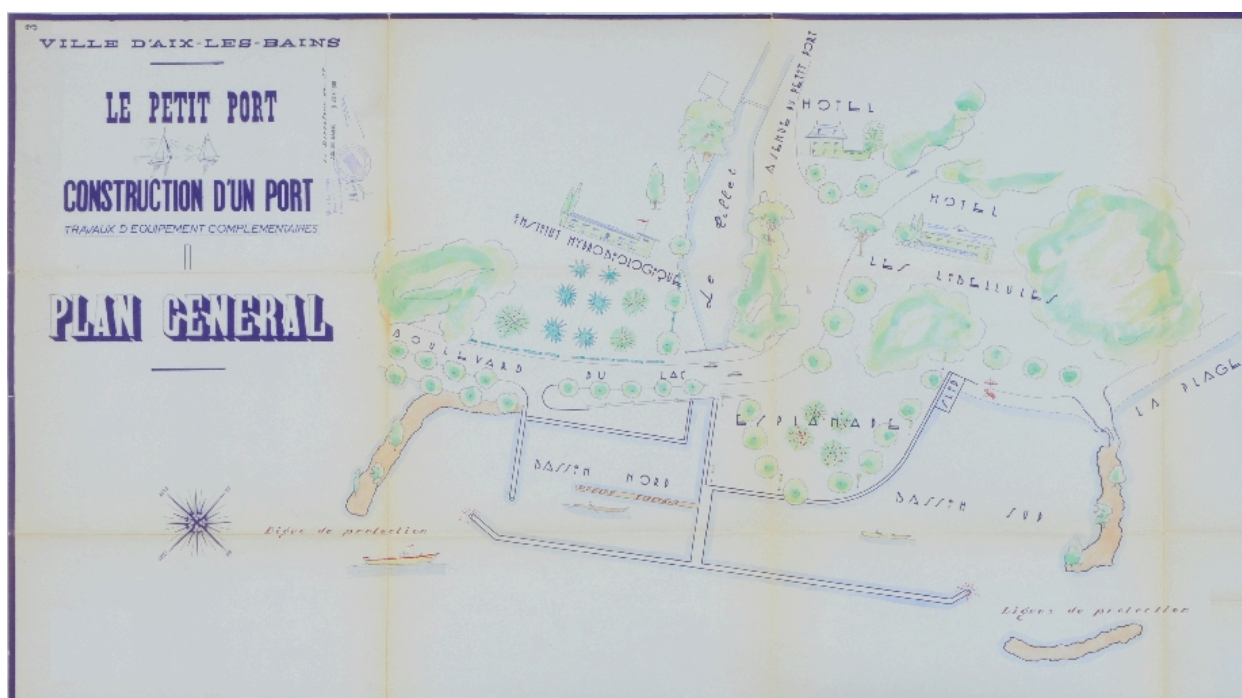 VILLE D'AIX-LES-BAINS
LE PETIT PORT
CONSTRUCTION D'UN PORT
TRAVAUX D'EQUIPEMENT COMPLEMENTAIRES
PLAN GENERAL
AVENUE DU PETIT PORT
HOTEL
HOTEL
LES LIBELLULES
INSTITUT HYDROBIOLOGIQUE
Le Tillet
BOULEVARD DU LAC
LA PLAGE
ESPLANADE
SLIP
BASSIN NORD
BASSIN SUD
Digue de protection
Digue de protection